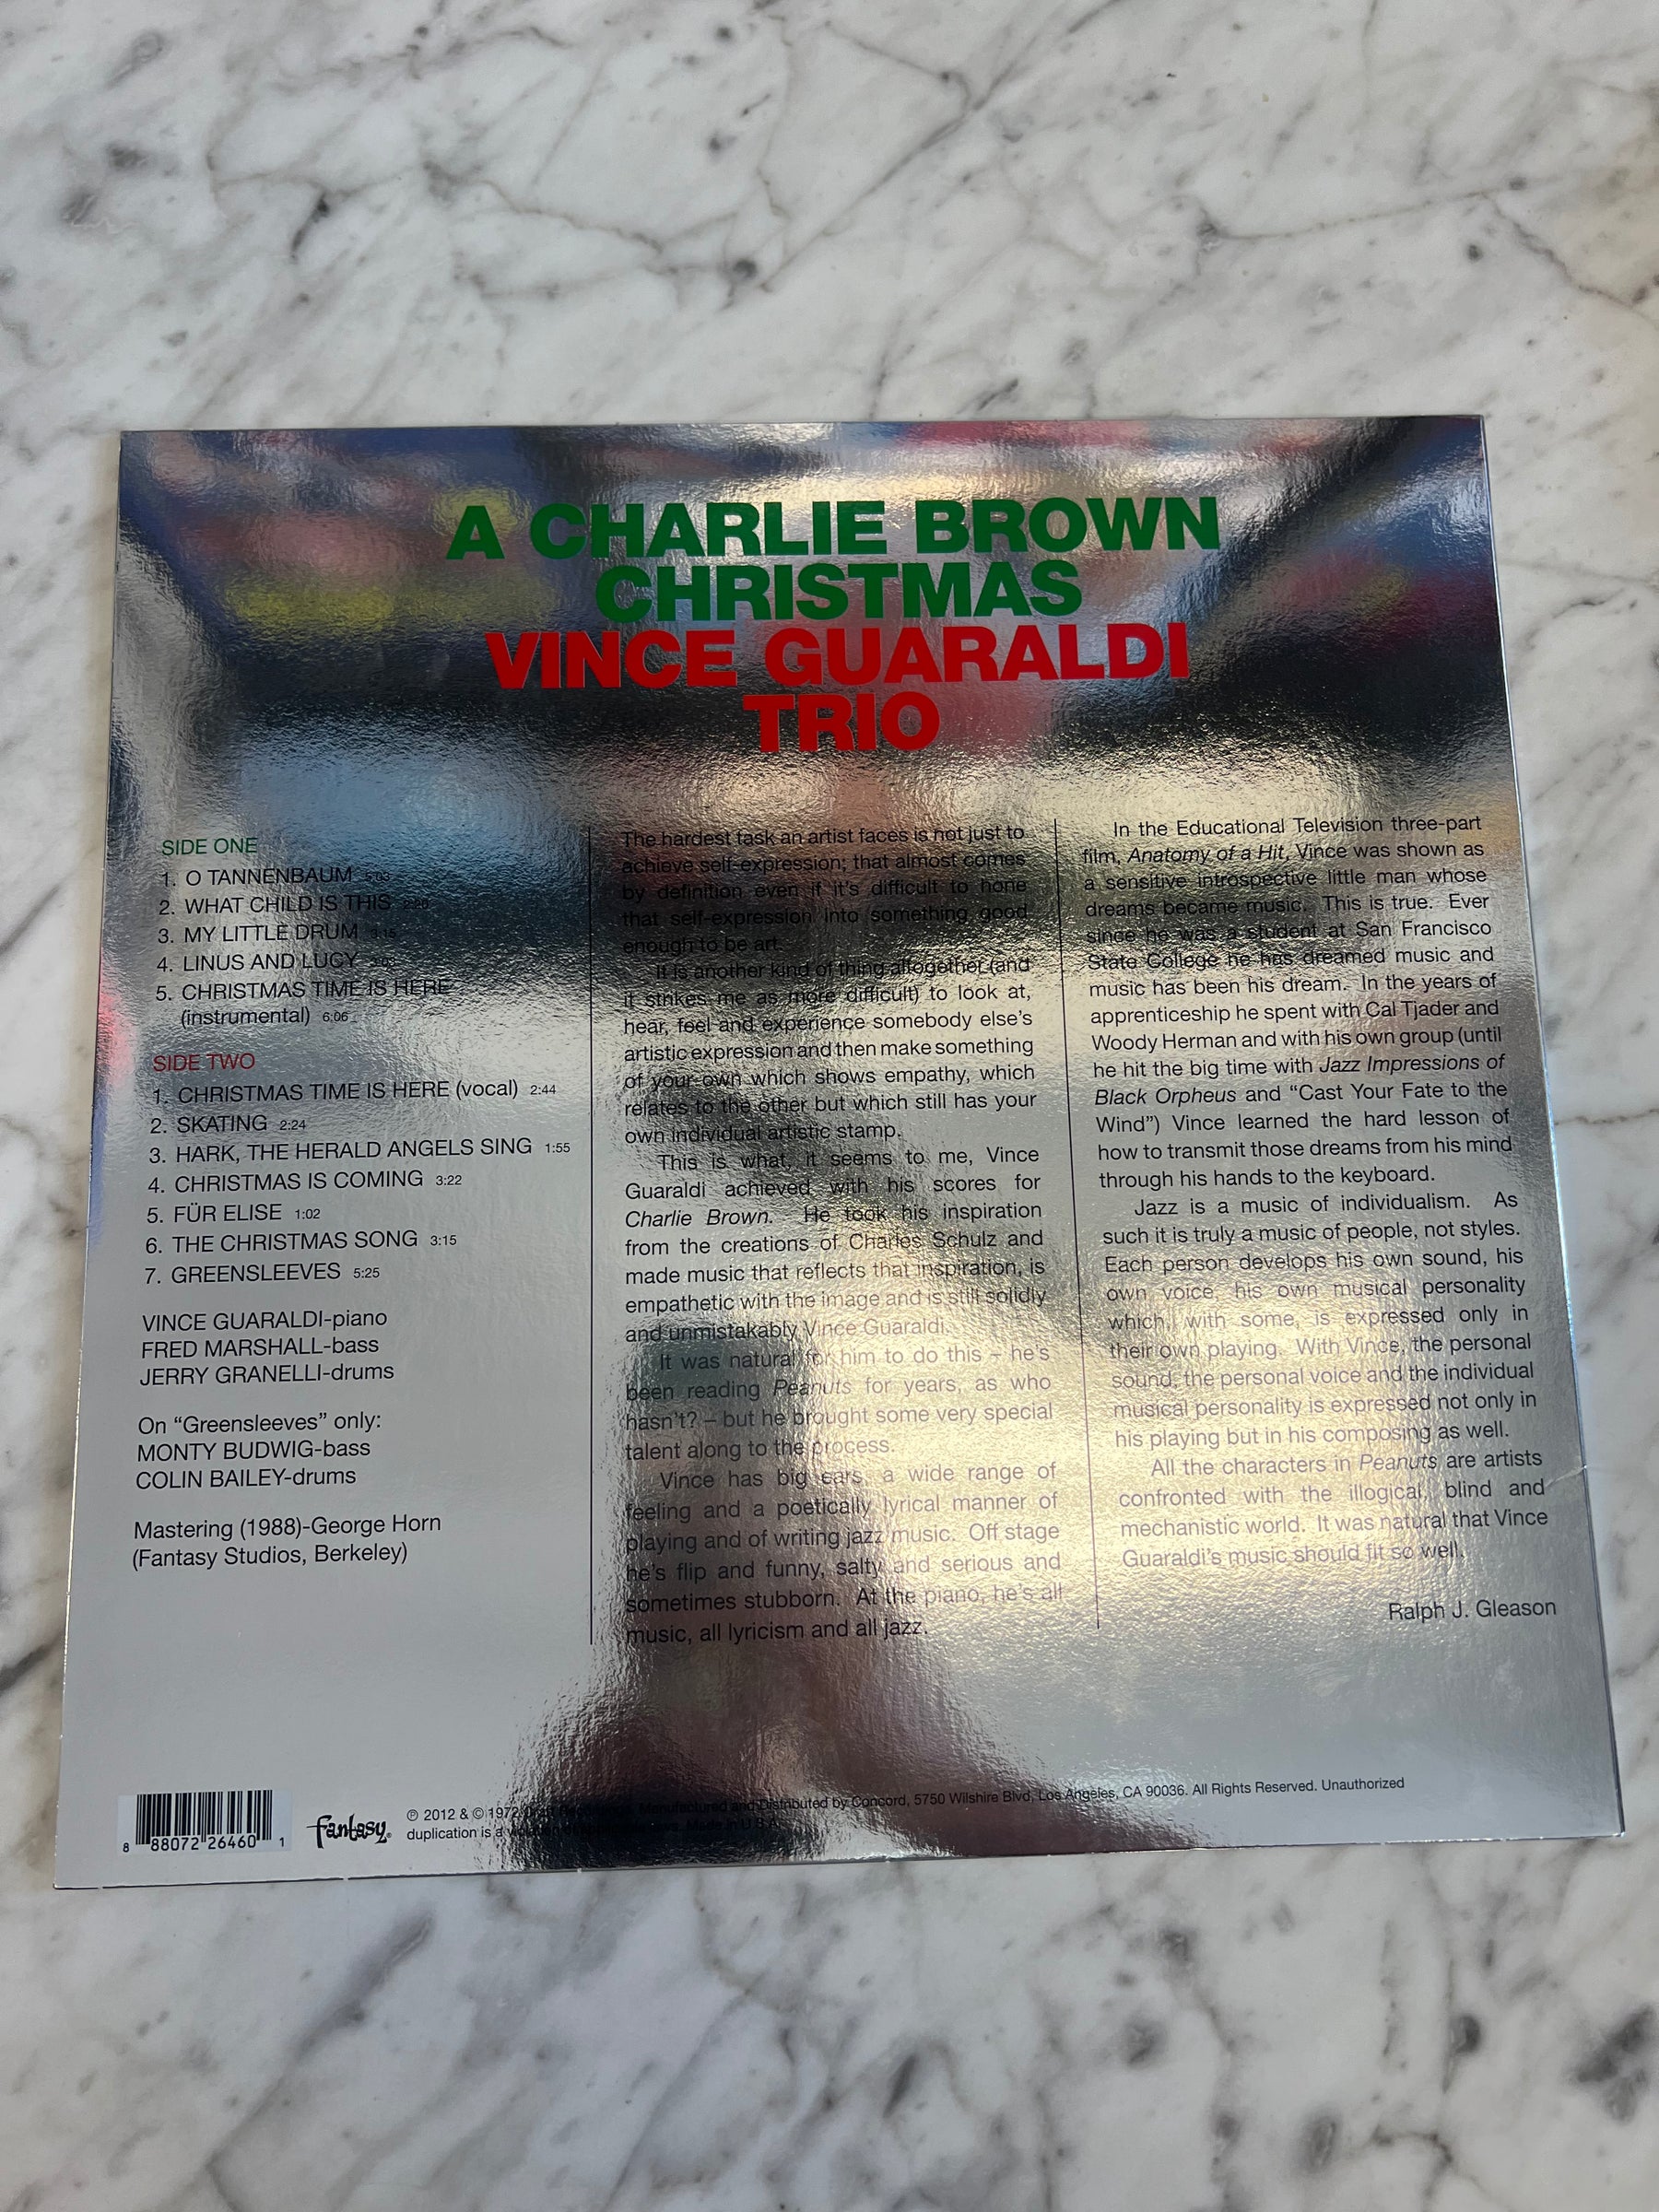 A CHARLIE BROWN
CHRISTMAS
VINCE GUARALDI
TRIO
SIDE ONE
1. O TANNENBAUM 5:03
2. WHAT CHILD IS THIS
3. MY LITTLE DRUM 3:15
4. LINUS AND LUCY
5. CHRISTMAS TIME IS HERE
(instrumental) 6:06
SIDE TWO
1. CHRISTMAS TIME IS HERE (vocal) 2:44
2. SKATING 2:24
3. HARK, THE HERALD ANGELS SING 1:55
4. CHRISTMAS IS COMING 3:22
5. FÜR ELISE 1:02
6. THE CHRISTMAS SONG 3:15
7. GREENSLEEVES 5:25
VINCE GUARALDI-piano
FRED MARSHALL-bass
JERRY GRANELLI-drums
On “Greensleeves” only:
MONTY BUDWIG-bass
COLIN BAILEY-drums
Mastering (1988)-George Horn
(Fantasy Studios, Berkeley)
The hardest task an artist faces is not just to
achieve self-expression; that almost comes
by definition even if it’s difficult to hone
that self-expression into something good
enough to be art.
It is another kind of thing altogether (and
it strikes me as more difficult) to look at,
hear, feel and experience somebody else’s
artistic expression and then make something
of your own which shows empathy, which
relates to the other but which still has your
own individual artistic stamp.
This is what, it seems to me, Vince
Guaraldi achieved with his scores for
Charlie Brown. He took his inspiration
from the creations of Charles Schulz and
made music that reflects that inspiration, is
empathetic with the image and is still solidly
and unmistakably Vince Guaraldi.
It was natural for him to do this – he’s
been reading Peanuts for years, as who
hasn’t? – but he brought some very special
talent along to the process.
Vince has big ears, a wide range of
feeling and a poetically lyrical manner of
playing and of writing jazz music. Off stage
he’s flip and funny, salty and serious and
sometimes stubborn. At the piano, he’s all
music, all lyricism and all jazz.
In the Educational Television three-part
film, Anatomy of a Hit, Vince was shown as
a sensitive introspective little man whose
dreams became music. This is true. Ever
since he was a student at San Francisco
State College he has dreamed music and
music has been his dream. In the years of
apprenticeship he spent with Cal Tjader and
Woody Herman and with his own group (until
he hit the big time with Jazz Impressions of
Black Orpheus and “Cast Your Fate to the
Wind”) Vince learned the hard lesson of
how to transmit those dreams from his mind
through his hands to the keyboard.
Jazz is a music of individualism. As
such it is truly a music of people, not styles.
Each person develops his own sound, his
own voice, his own musical personality
which, with some, is expressed only in
their own playing. With Vince, the personal
sound, the personal voice and the individual
musical personality is expressed not only in
his playing but in his composing as well.
All the characters in Peanuts are artists
confronted with the illogical, blind and
mechanistic world. It was natural that Vince
Guaraldi’s music should fit so well.
Ralph J. Gleason
8 88072 26460 1
fantasy®
℗ 2012 & © 1972 Manufactured and Distributed by Concord, 5750 Wilshire Blvd, Los Angeles, CA 90036. All Rights Reserved. Unauthorized
duplication is a violation of Made in U.S.A.